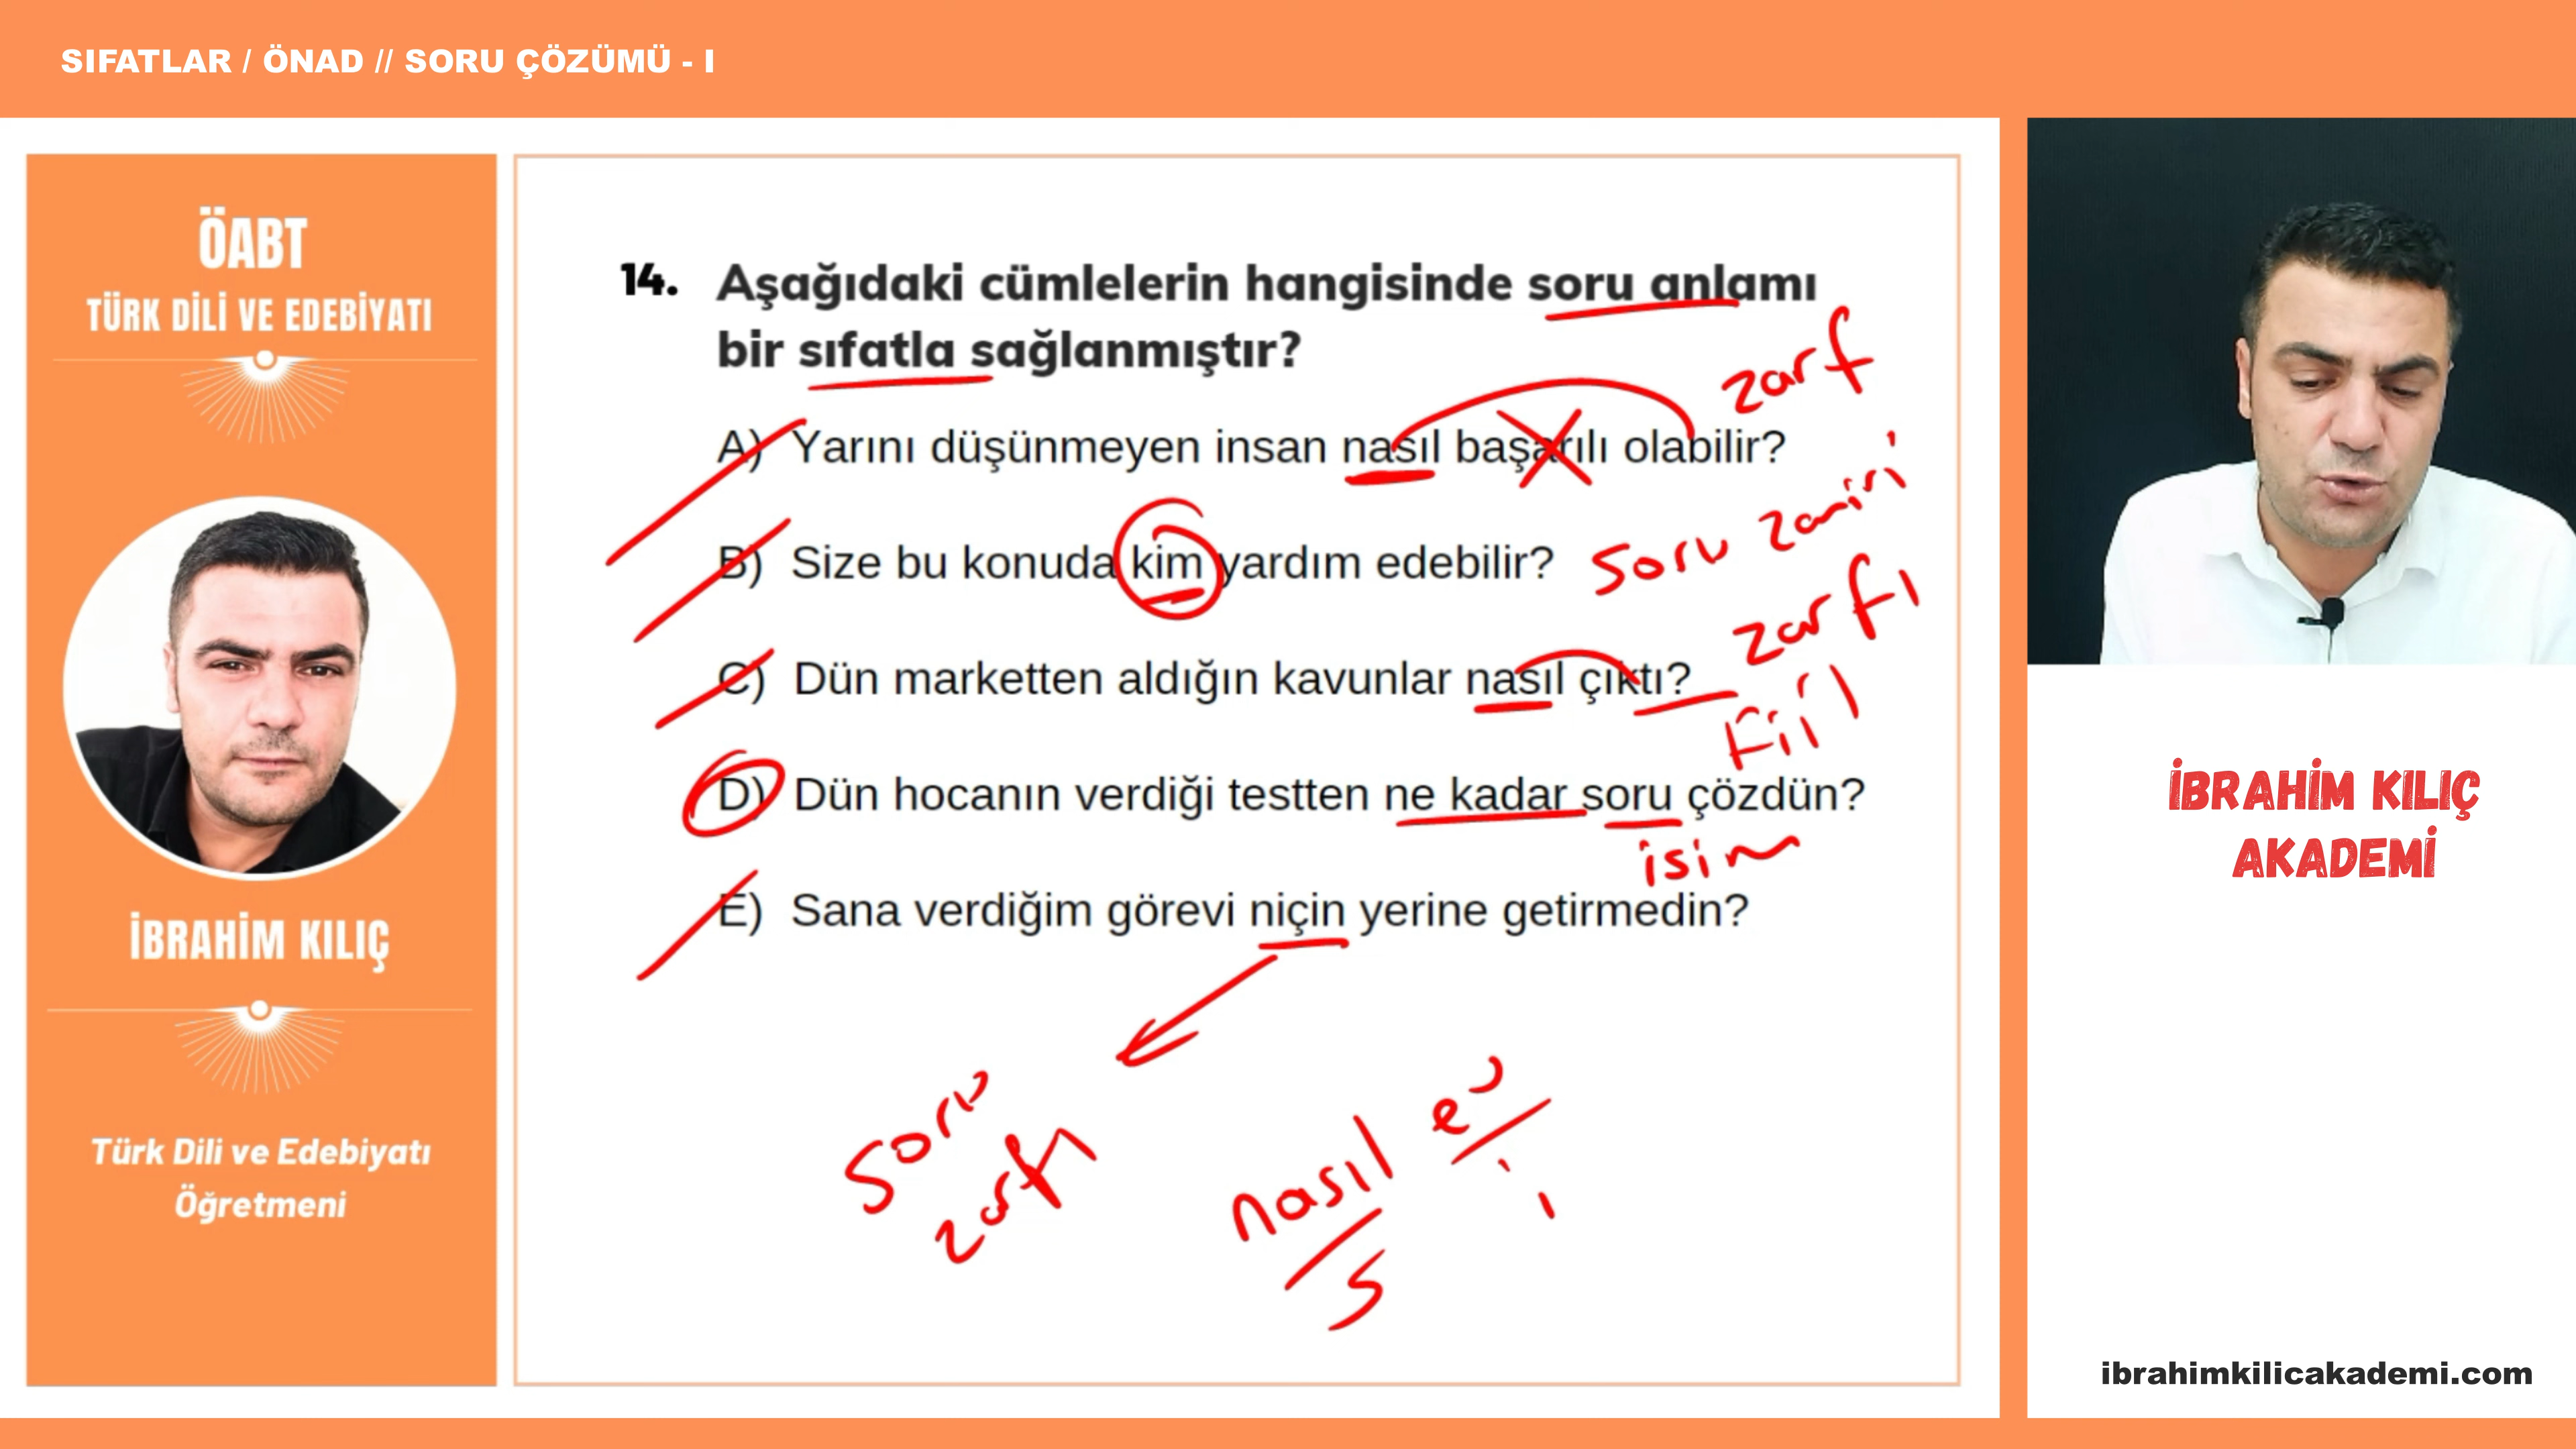 SIFATLAR / ÖNAD // SORU ÇÖZÜMÜ - I
ÖABT
TÜRK DİLİ VE EDEBİYATI
İBRAHİM KILIÇ
Türk Dili ve Edebiyatı
Öğretmeni
14. Aşağıdaki cümlelerin hangisinde soru anlamı
bir sıfatla sağlanmıştır?
zarf
A) Yarını düşünmeyen insan nasıl başarılı olabilir?
B) Size bu konuda kim yardım edebilir?
soru zamiri
zarfı
C) Dün marketten aldığın kavunlar nasıl çıktı?
fiil
D) Dün hocanın verdiği testten ne kadar soru çözdün?
isim
E) Sana verdiğim görevi niçin yerine getirmedin?
soru
zarfı
nasıl ev
s i
İBRAHİM KILIÇ
AKADEMİ
ibrahimkilicakademi.com